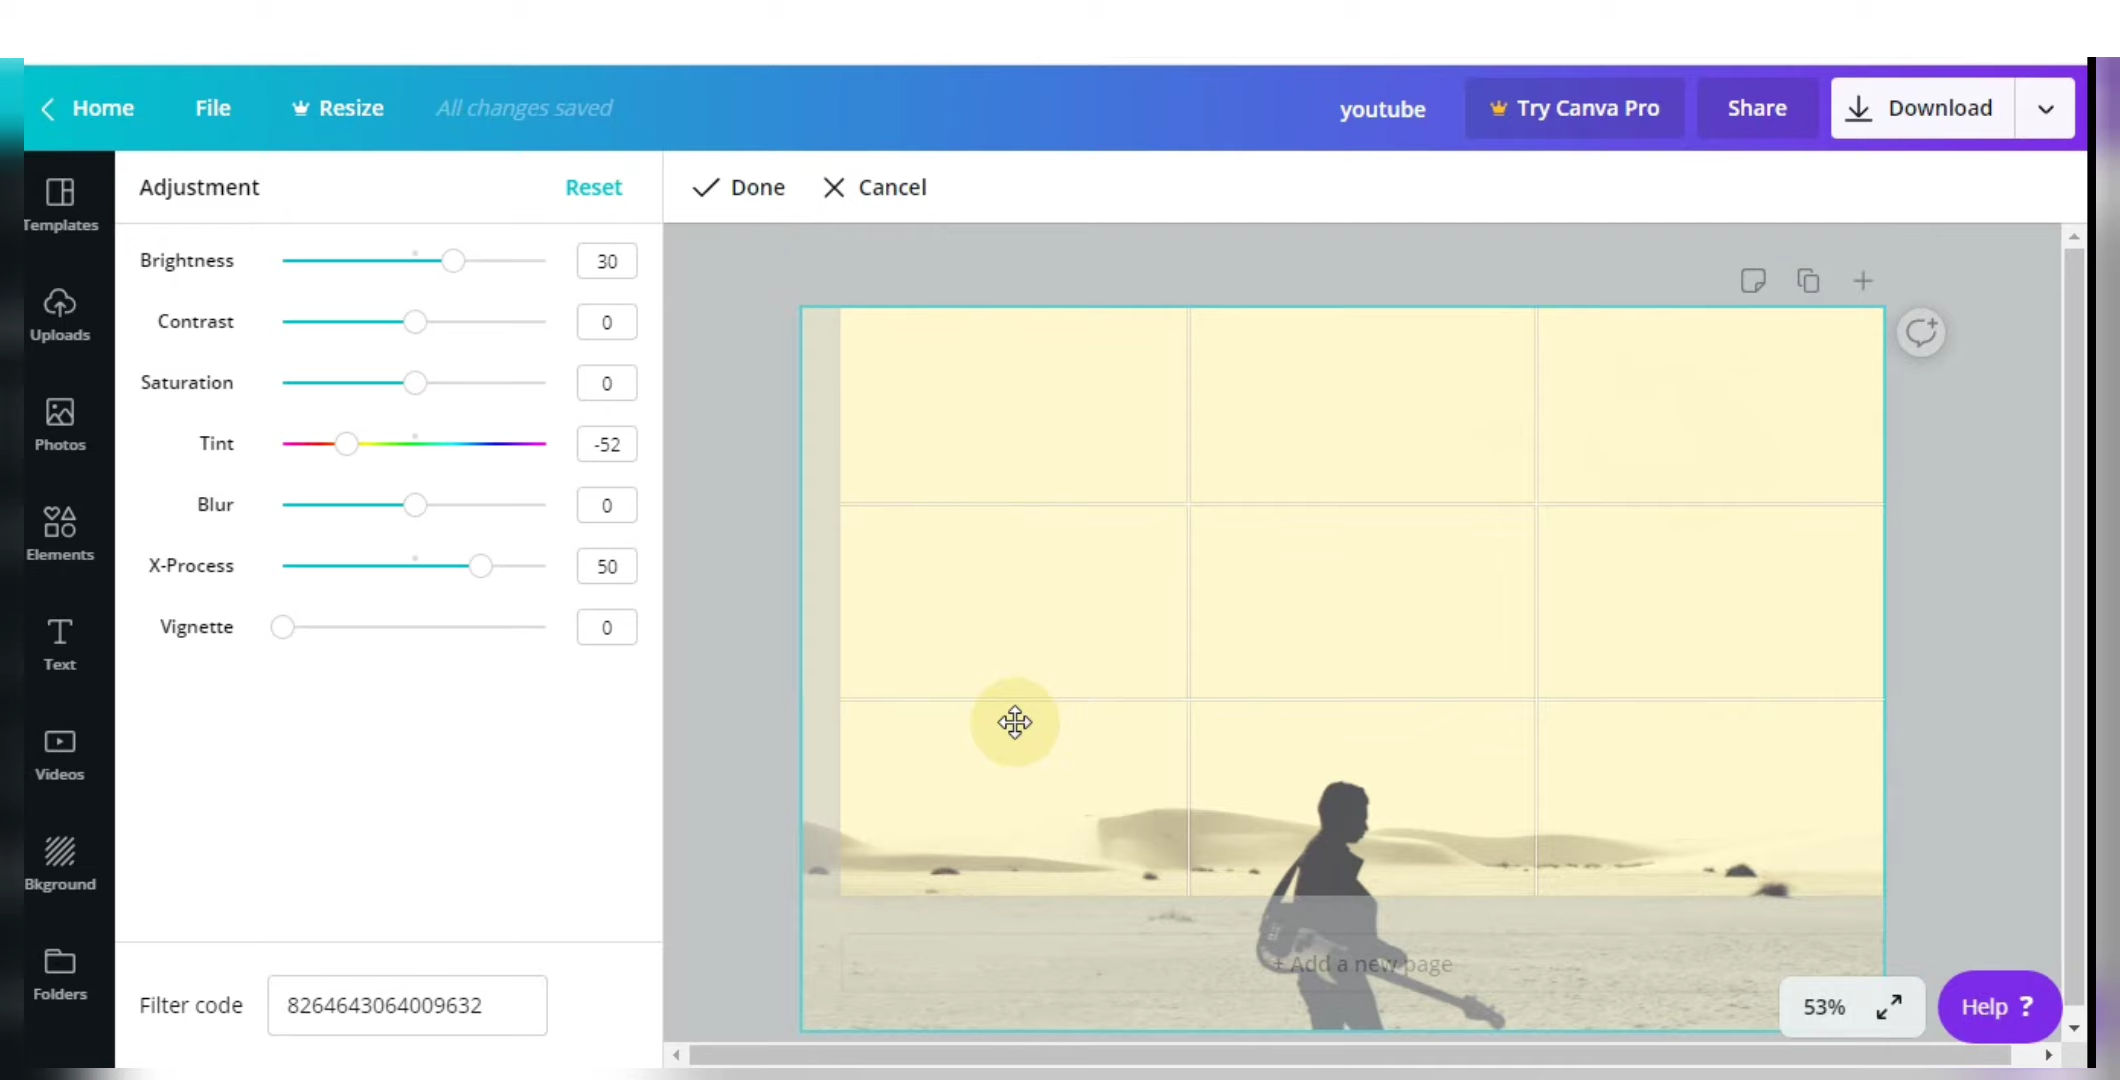 Home File Resize All changes saved youtube Try Canva Pro Share Download
Adjustment Reset Done Cancel
Templates
Uploads
Photos
Elements
Text
Videos
Bkground
Folders
Brightness 30
Contrast 0
Saturation 0
Tint -52
Blur 0
X-Process 50
Vignette 0
Filter code 8264643064009632
+ Add a new page
53%
Help ?